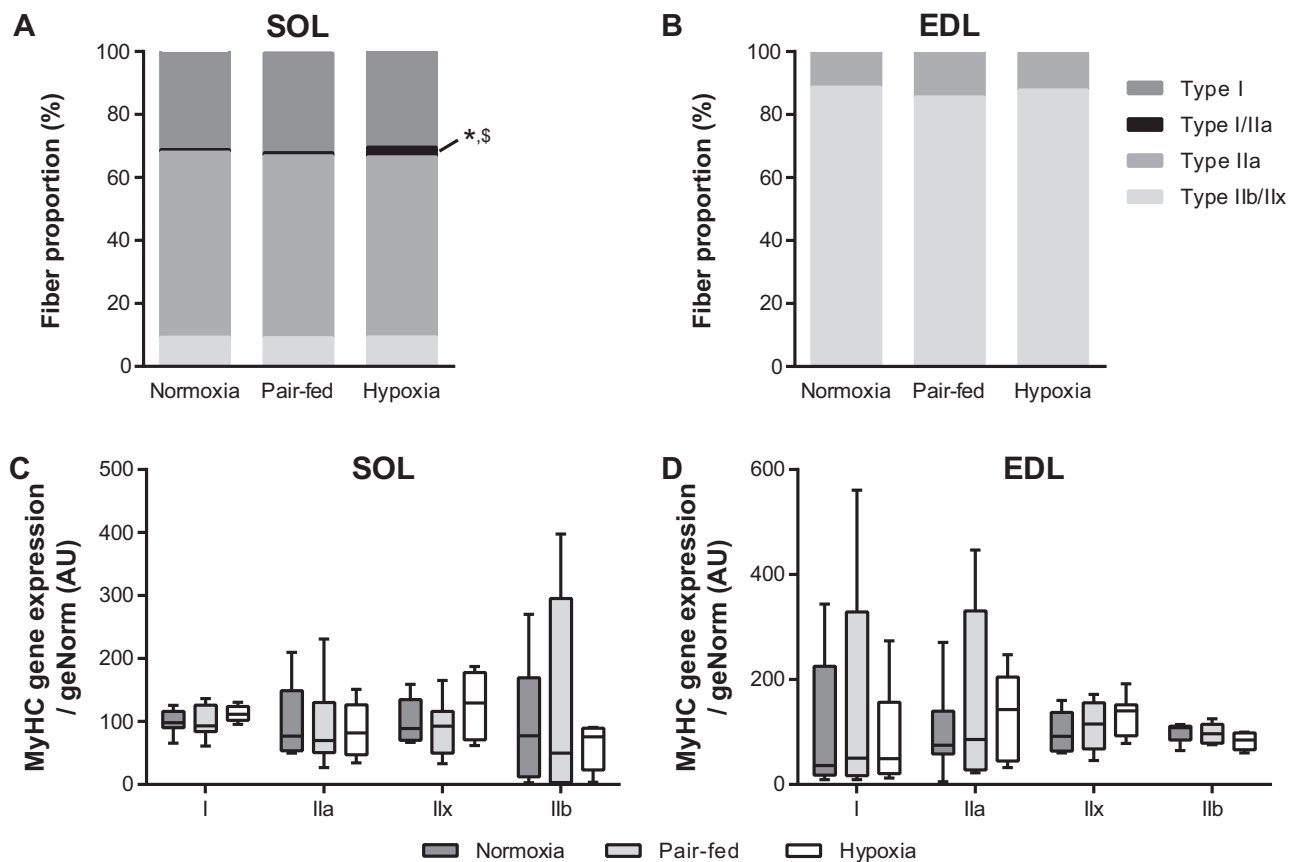 A
SOL
Fiber proportion (%)
100
80
60
40
20
0
*,$
Normoxia Pair-fed Hypoxia
B
EDL
Fiber proportion (%)
100
80
60
40
20
0
Normoxia Pair-fed Hypoxia
Type I
Type I/IIa
Type IIa
Type IIb/IIx
C
SOL
MyHC gene expression
/ geNorm (AU)
500
400
300
200
100
0
I IIa IIx IIb
D
EDL
MyHC gene expression
/ geNorm (AU)
600
400
200
0
I IIa IIx IIb
Normoxia Pair-fed Hypoxia